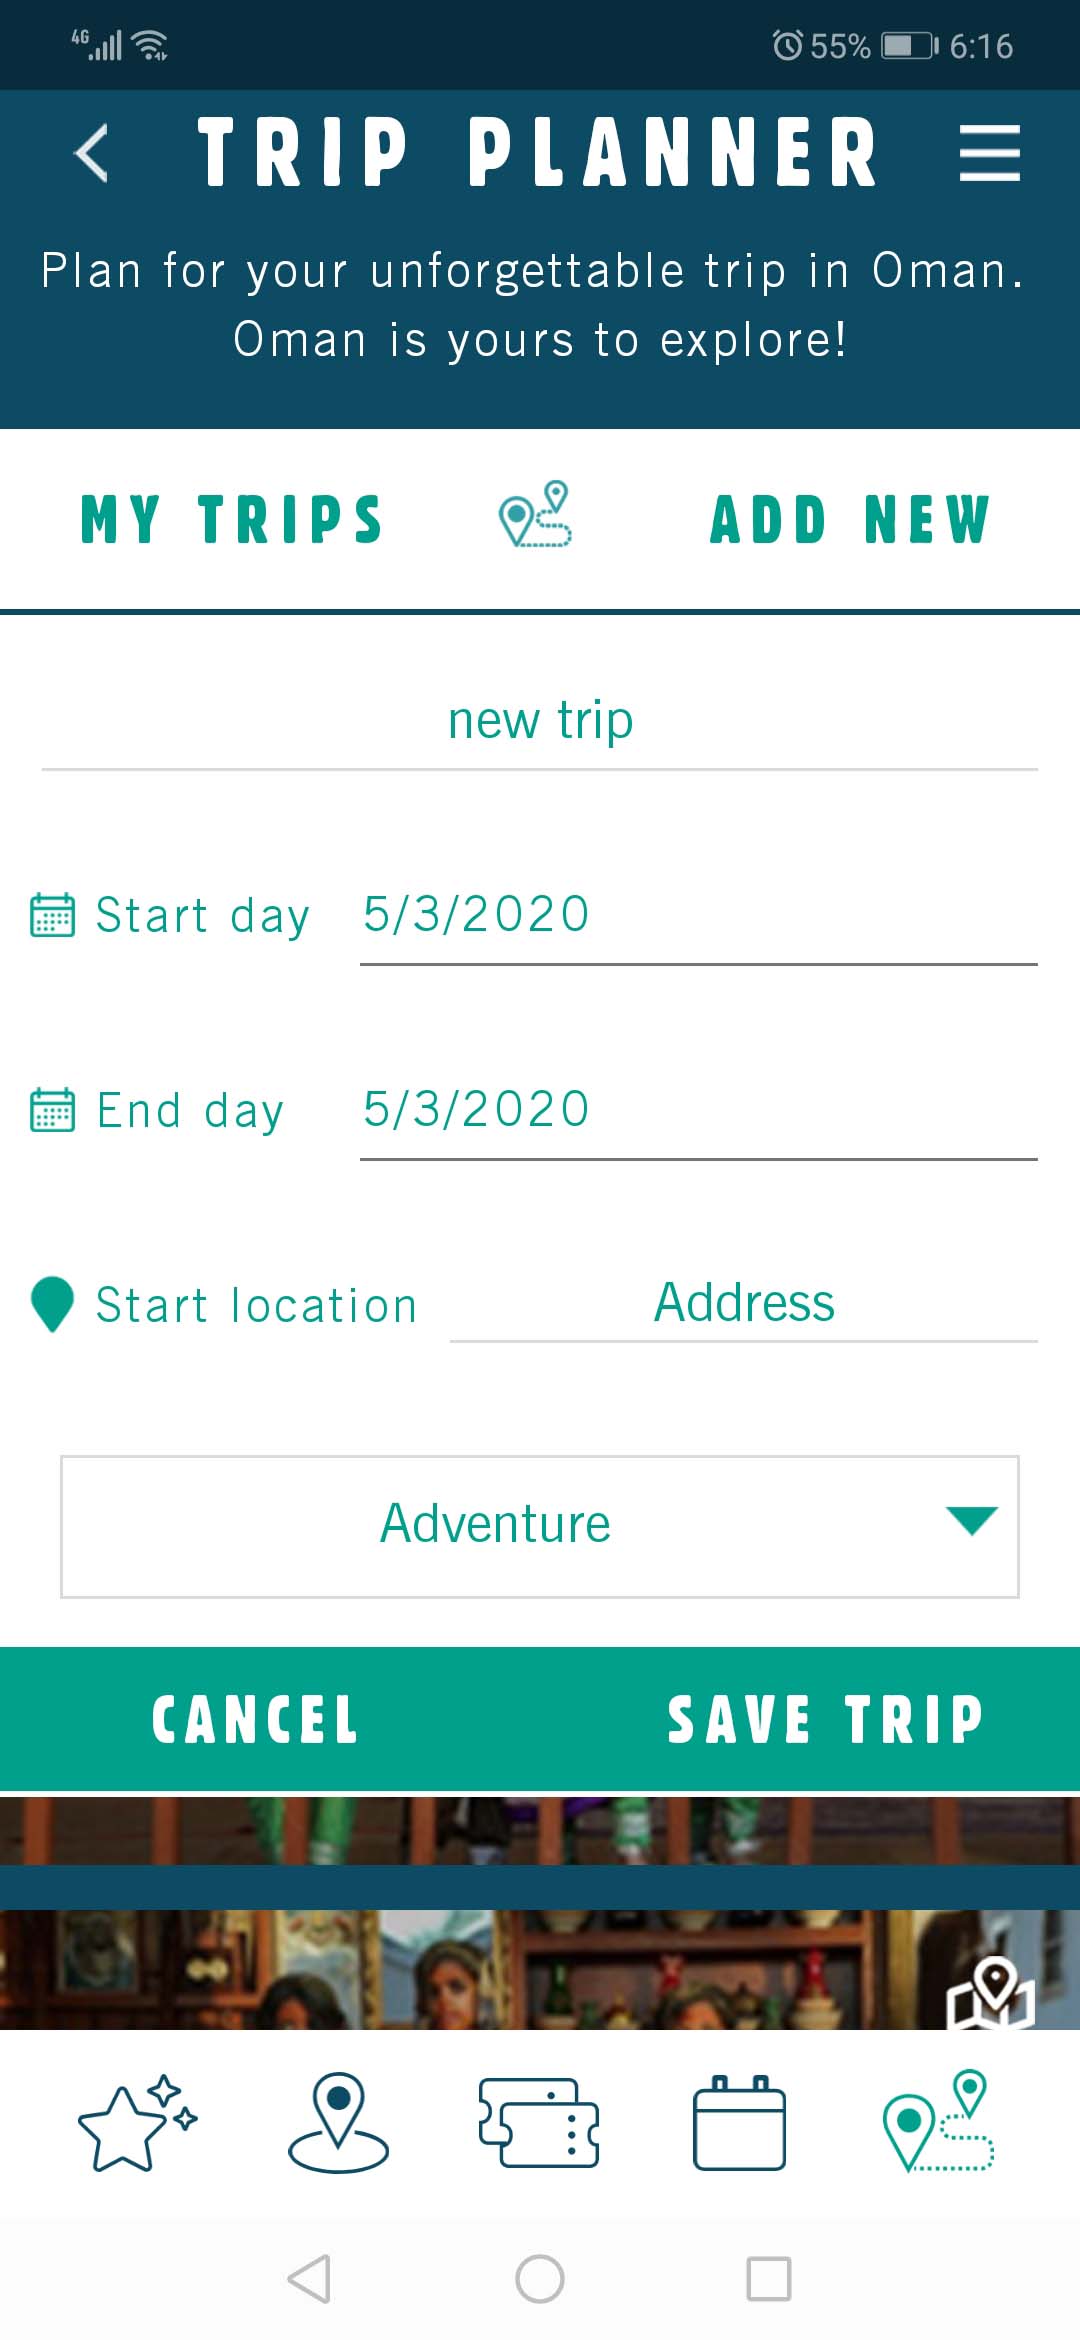 4G 55% 6:16
TRIP PLANNER
Plan for your unforgettable trip in Oman.
Oman is yours to explore!
MY TRIPS ADD NEW
new trip
Start day 5/3/2020
End day 5/3/2020
Start location Address
Adventure
CANCEL SAVE TRIP